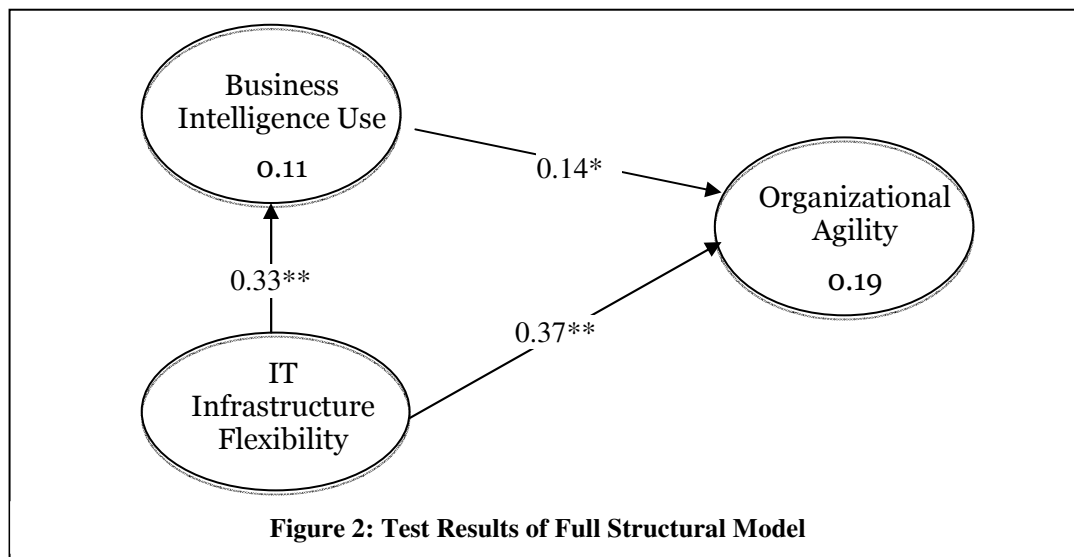 Business
Intelligence Use
0.11
0.14*
Organizational
Agility
0.19
0.33**
0.37**
IT
Infrastructure
Flexibility
Figure 2: Test Results of Full Structural Model